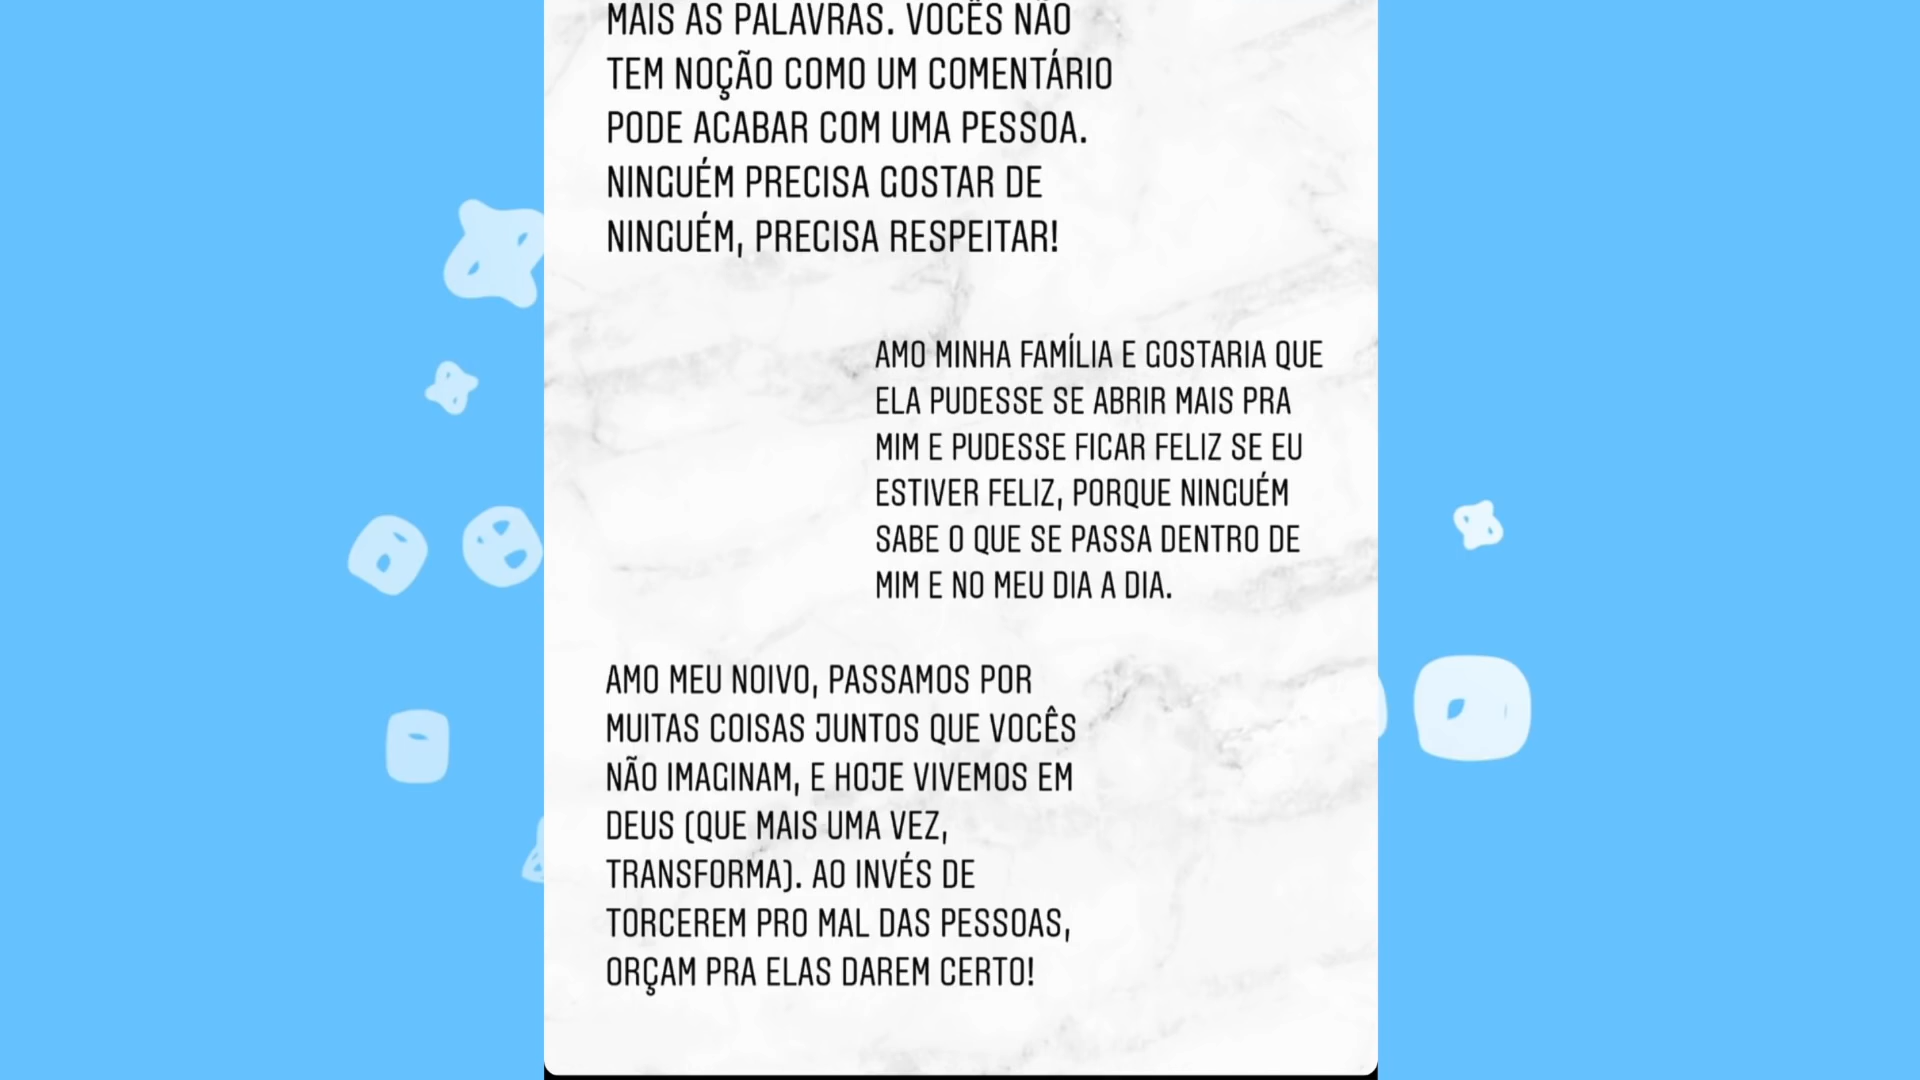 MAIS AS PALAVRAS. VOCÊS NÃO
TEM NOÇÃO COMO UM COMENTÁRIO
PODE ACABAR COM UMA PESSOA.
NINGUÉM PRECISA GOSTAR DE
NINGUÉM, PRECISA RESPEITAR!
AMO MINHA FAMÍLIA E GOSTARIA QUE
ELA PUDESSE SE ABRIR MAIS PRA
MIM E PUDESSE FICAR FELIZ SE EU
ESTIVER FELIZ, PORQUE NINGUÉM
SABE O QUE SE PASSA DENTRO DE
MIM E NO MEU DIA A DIA.
AMO MEU NOIVO, PASSAMOS POR
MUITAS COISAS JUNTOS QUE VOCÊS
NÃO IMAGINAM, E HOJE VIVEMOS EM
DEUS (QUE MAIS UMA VEZ,
TRANSFORMA). AO INVÉS DE
TORCEREM PRO MAL DAS PESSOAS,
ORÇAM PRA ELAS DAREM CERTO!